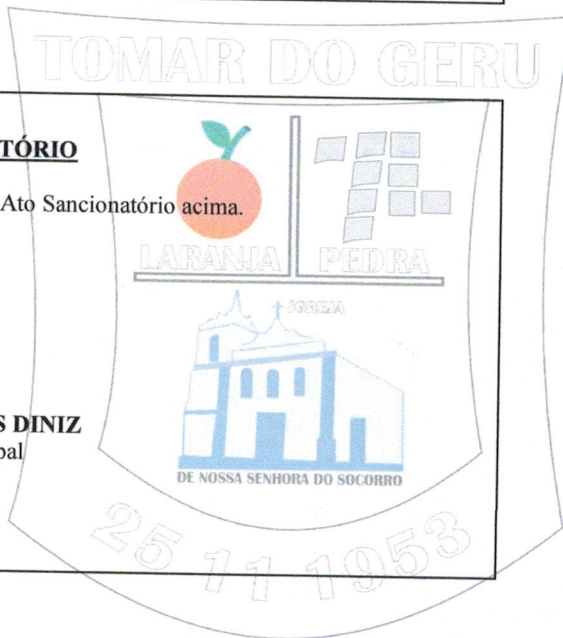 TOMAR DO GERU
TÓRIO
Ato Sancionatório acima.
LARANJA
PEDRA
IGREJA
S DINIZ
pal
DE NOSSA SENHORA DO SOCORRO
25 11 1953